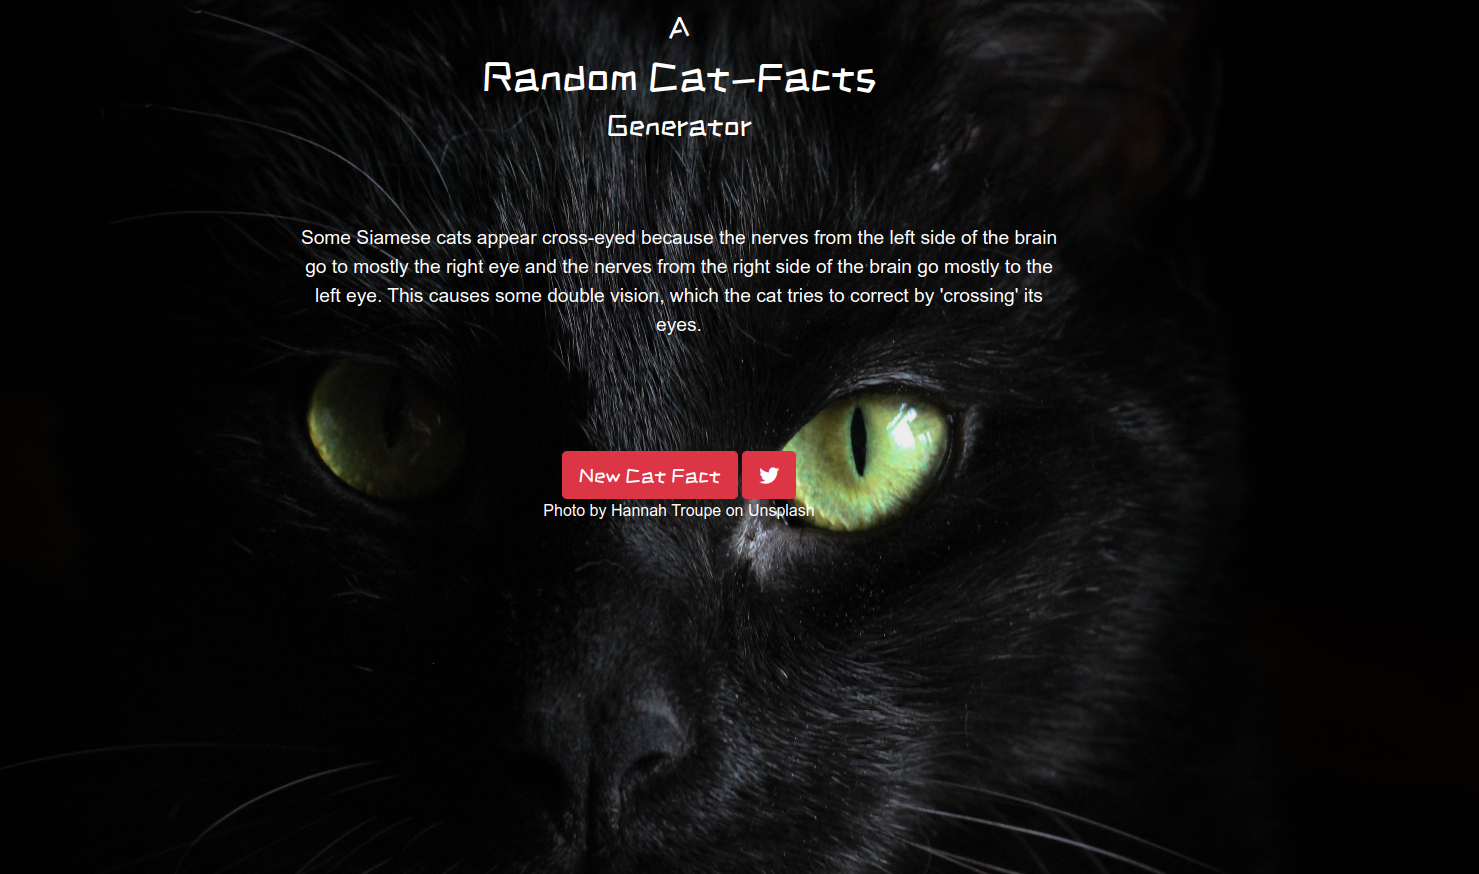 A
Random Cat-Facts
Generator
Some Siamese cats appear cross-eyed because the nerves from the left side of the brain
go to mostly the right eye and the nerves from the right side of the brain go mostly to the
left eye. This causes some double vision, which the cat tries to correct by 'crossing' its
eyes.
New Cat Fact
Photo by Hannah Troupe on Unsplash